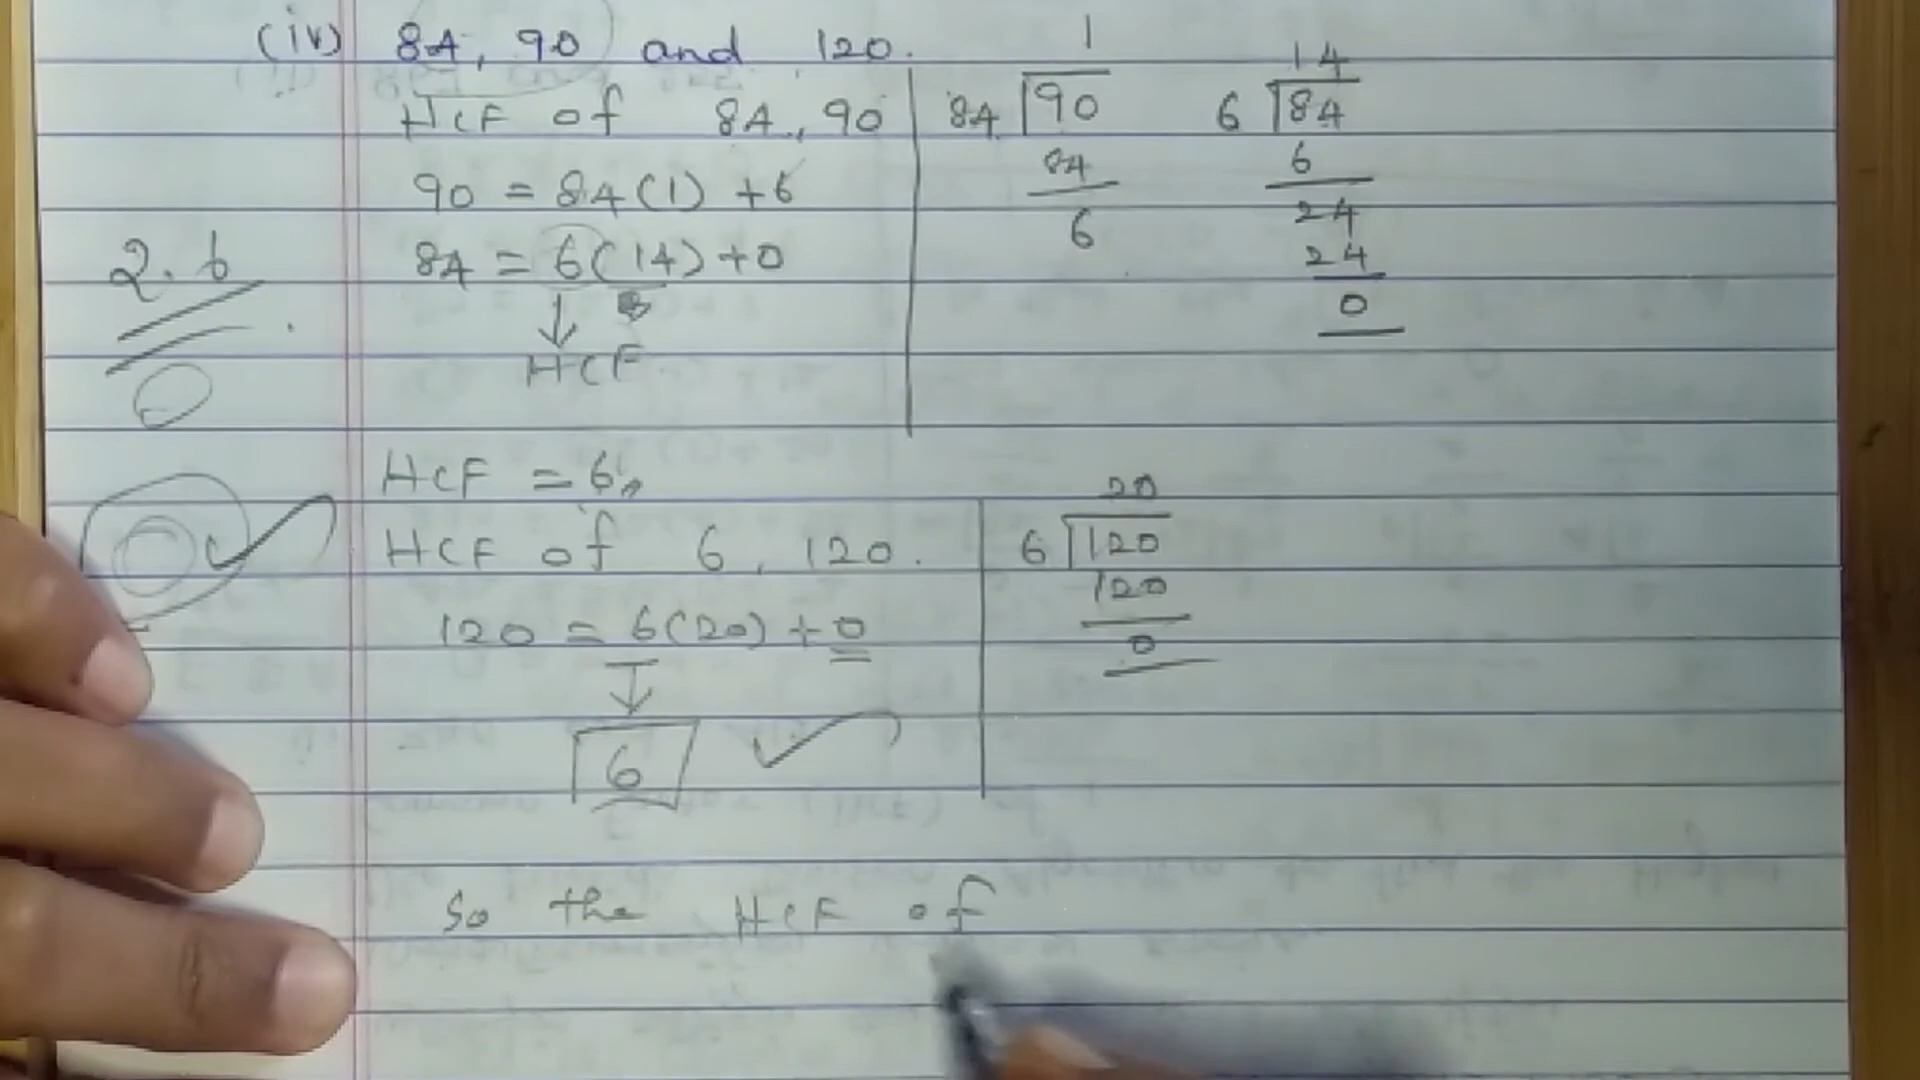 (iv) 84, 90 and 120.
HCF of 84, 90
90 = 84(1) + 6
84 = 6(14) + 0
↓
HCF
1
84 90
84
6
14
6 84
6
24
24
0
2.6
HCF = 6,,
HCF of 6, 120.
120 = 6(20) + 0
↓
6 ✓
20
6 120
120
0
So the HCF of